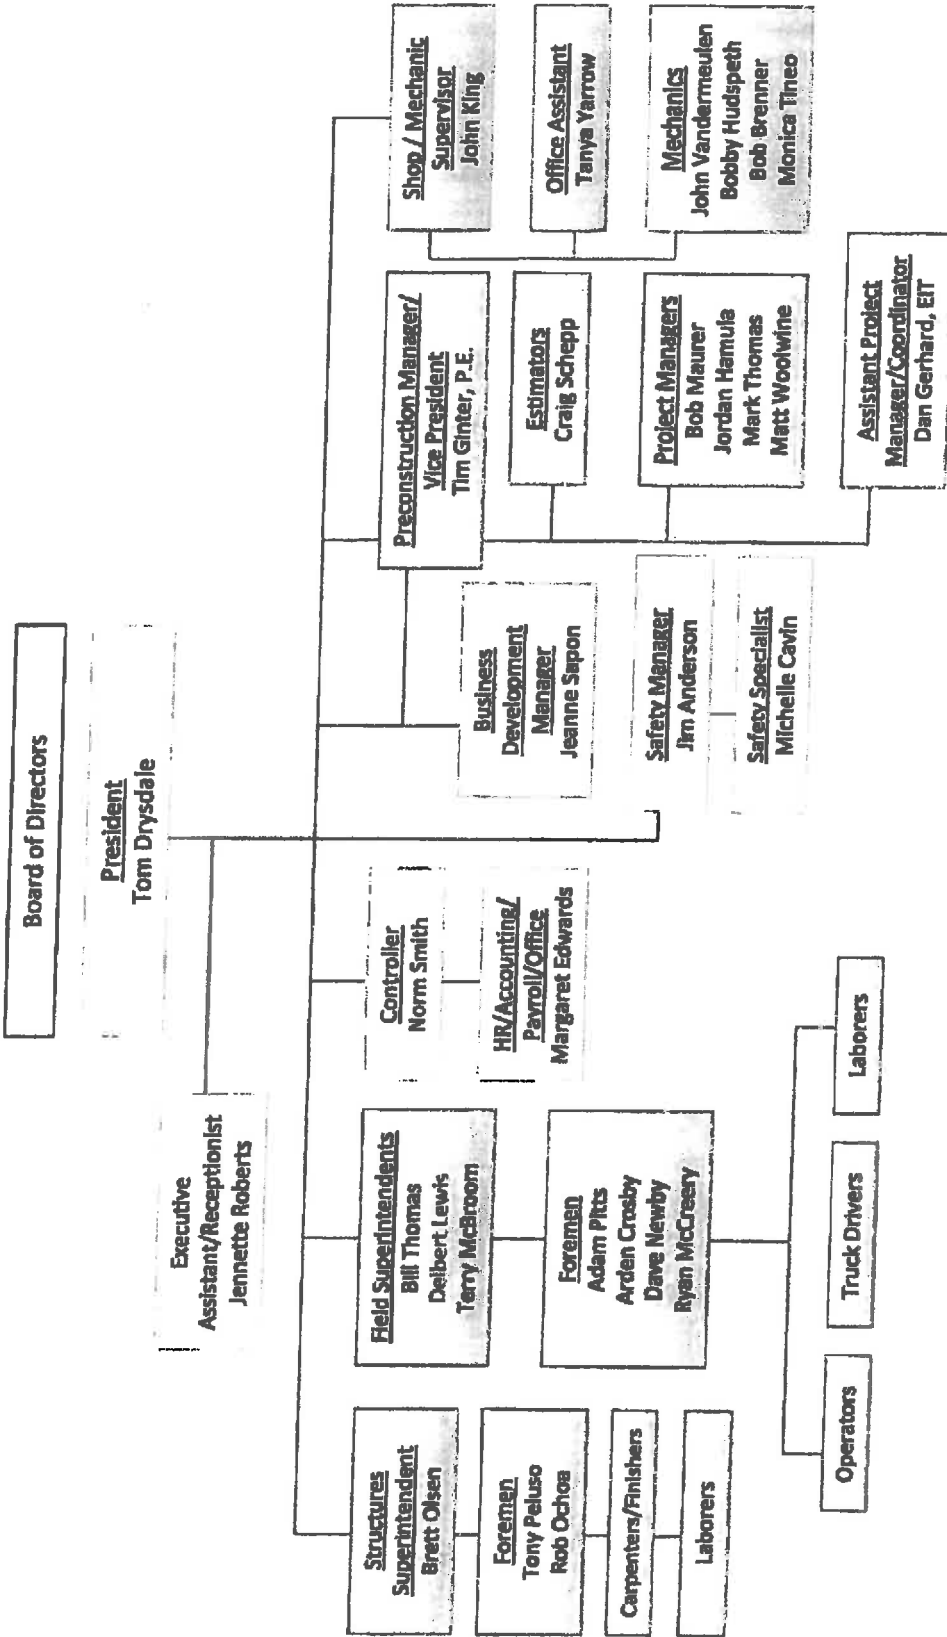 Board of Directors
President
Tom Drysdale
Executive
Assistant/Receptionist
Jennette Roberts
Structures
Superintendent
Brett Olsen
Foremen
Tony Peluso
Rob Ochoa
Carpenters/Finishers
Laborers
Field Superintendents
Bill Thomas
Delbert Lewis
Terry McBroom
Foremen
Adam Pitts
Arden Crosby
Dave Newby
Ryan McCreery
Operators
Truck Drivers
Laborers
Controller
Norm Smith
HR/Accounting/
Payroll/Office
Margaret Edwards
Business
Development
Manager
Jeanne Sapon
Safety Manager
Jim Anderson
Safety Specialist
Michelle Cavin
Preconstruction Manager/
Vice President
Tim Ginter, P.E.
Estimators
Craig Schepp
Project Managers
Bob Maurer
Jordan Hamula
Mark Thomas
Matt Woolwine
Assistant Project
Manager/Coordinator
Dan Gerhard, EIT
Shop / Mechanic
Supervisor
John King
Office Assistant
Tanya Yarrow
Mechanics
John Vandermeulen
Bobby Hudspeth
Bob Brenner
Monica Tineo